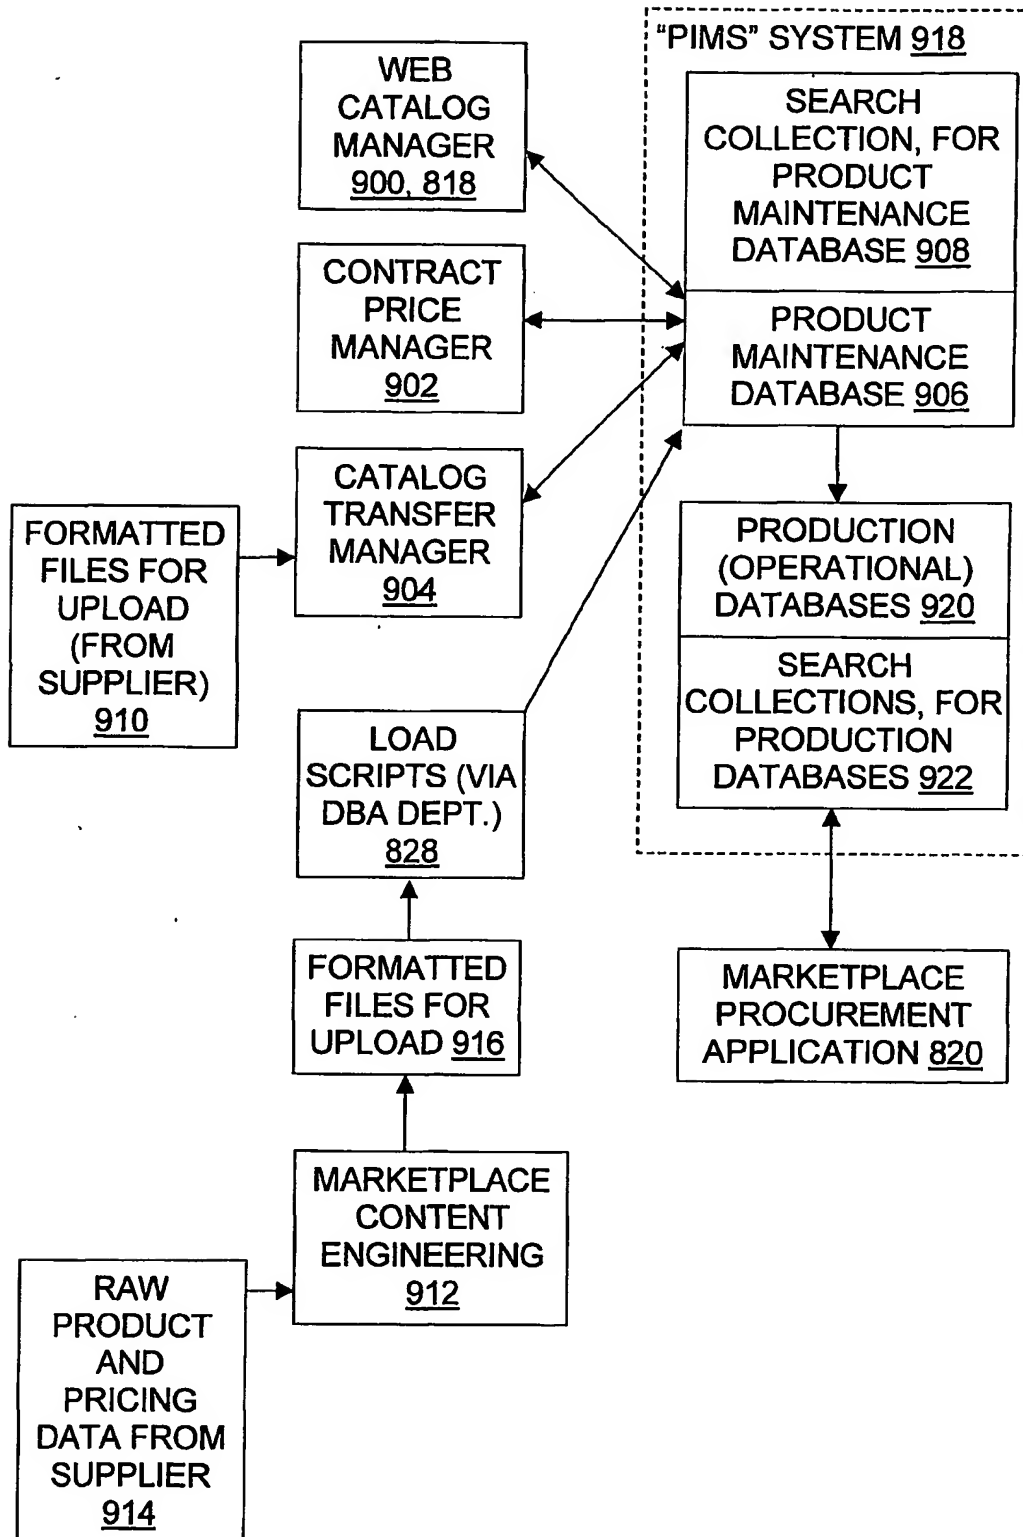 "PIMS" SYSTEM 918
WEB
CATALOG
MANAGER
900, 818
SEARCH
COLLECTION, FOR
PRODUCT
MAINTENANCE
DATABASE 908
CONTRACT
PRICE
MANAGER
902
PRODUCT
MAINTENANCE
DATABASE 906
CATALOG
TRANSFER
MANAGER
904
FORMATTED
FILES FOR
UPLOAD
(FROM
SUPPLIER)
910
PRODUCTION
(OPERATIONAL)
DATABASES 920
SEARCH
COLLECTIONS, FOR
PRODUCTION
DATABASES 922
LOAD
SCRIPTS (VIA
DBA DEPT.)
828
FORMATTED
FILES FOR
UPLOAD 916
MARKETPLACE
PROCUREMENT
APPLICATION 820
MARKETPLACE
CONTENT
ENGINEERING
912
RAW
PRODUCT
AND
PRICING
DATA FROM
SUPPLIER
914